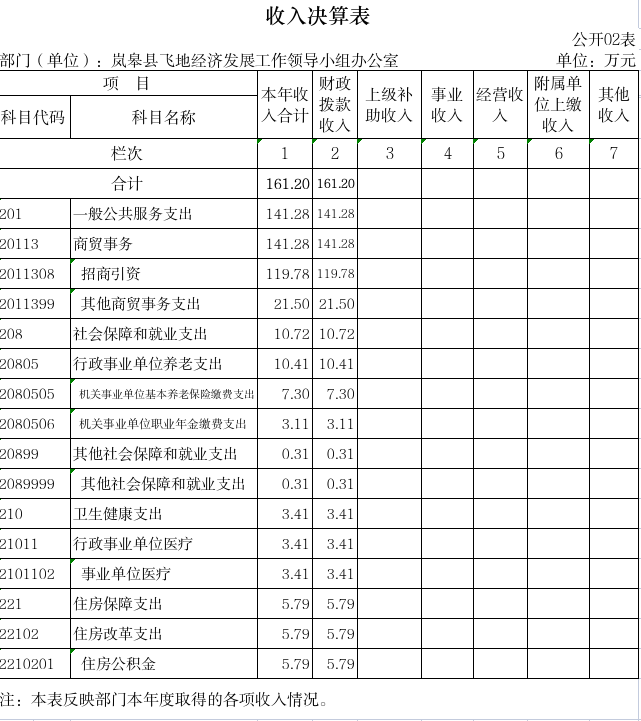 收入决算表
公开02表
部门（单位）：岚皋县飞地经济发展工作领导小组办公室 单位：万元
项 目 本年收入合计 财政拨款收入 上级补助收入 事业收入 经营收入 附属单位上缴收入 其他收入
科目代码 科目名称
栏次 1 2 3 4 5 6 7
合计 161.20 161.20
201 一般公共服务支出 141.28 141.28
20113 商贸事务 141.28 141.28
2011308 招商引资 119.78 119.78
2011399 其他商贸事务支出 21.50 21.50
208 社会保障和就业支出 10.72 10.72
20805 行政事业单位养老支出 10.41 10.41
2080505 机关事业单位基本养老保险缴费支出 7.30 7.30
2080506 机关事业单位职业年金缴费支出 3.11 3.11
20899 其他社会保障和就业支出 0.31 0.31
2089999 其他社会保障和就业支出 0.31 0.31
210 卫生健康支出 3.41 3.41
21011 行政事业单位医疗 3.41 3.41
2101102 事业单位医疗 3.41 3.41
221 住房保障支出 5.79 5.79
22102 住房改革支出 5.79 5.79
2210201 住房公积金 5.79 5.79
注：本表反映部门本年度取得的各项收入情况。